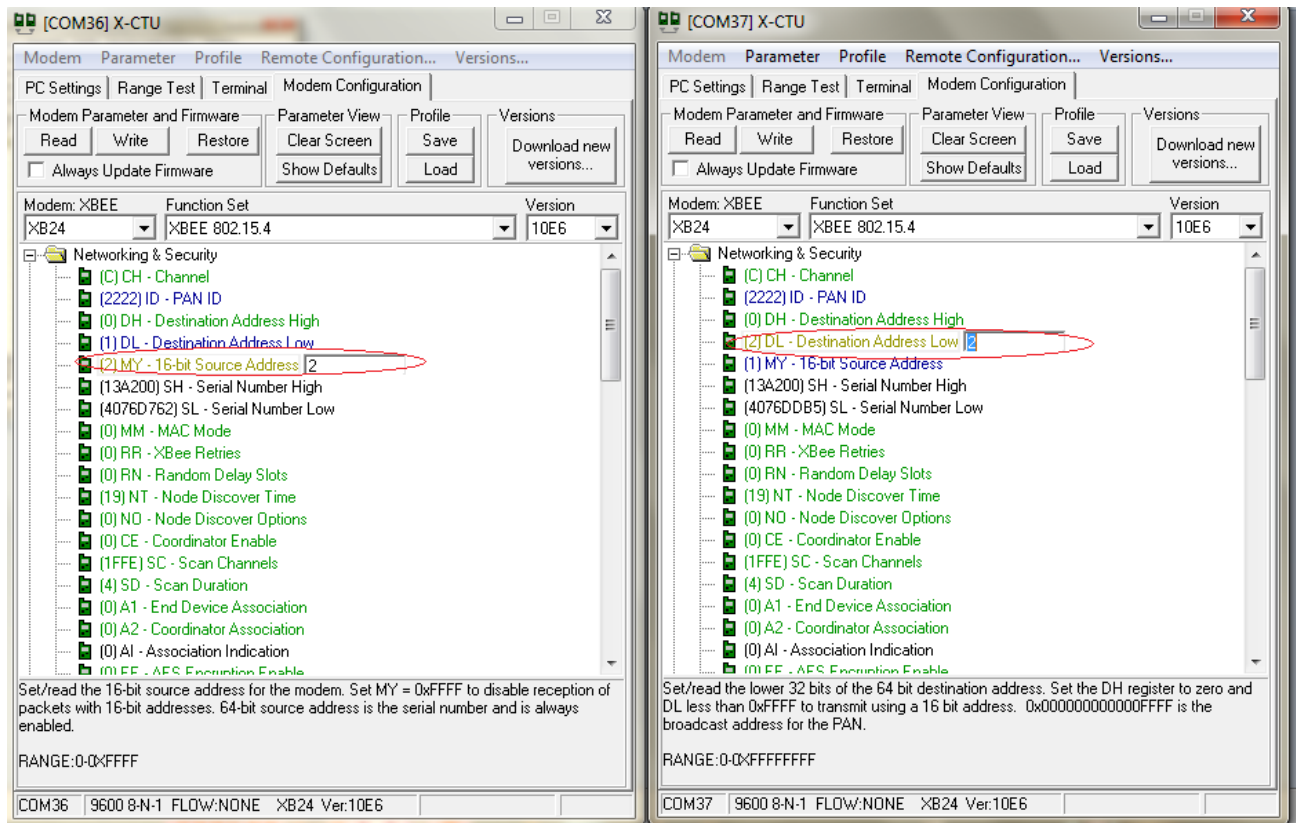 [COM36] X-CTU
Modem Parameter Profile Remote Configuration... Versions...
PC Settings Range Test Terminal Modem Configuration
Modem Parameter and Firmware Parameter View Profile Versions
Read Write Restore Clear Screen Save Download new versions...
Always Update Firmware Show Defaults Load
Modem: XBEE Function Set Version
XB24 XBEE 802.15.4 10E6
Networking & Security
(C) CH - Channel
(2222) ID - PAN ID
(0) DH - Destination Address High
(1) DL - Destination Address Low
(2) MY - 16-bit Source Address 2
(13A200) SH - Serial Number High
(4076D762) SL - Serial Number Low
(0) MM - MAC Mode
(0) RR - XBee Retries
(0) RN - Random Delay Slots
(19) NT - Node Discover Time
(0) NO - Node Discover Options
(0) CE - Coordinator Enable
(1FFE) SC - Scan Channels
(4) SD - Scan Duration
(0) A1 - End Device Association
(0) A2 - Coordinator Association
(0) AI - Association Indication
(0) EE - AES Encryption Enable
Set/read the 16-bit source address for the modem. Set MY = 0xFFFF to disable reception of
packets with 16-bit addresses. 64-bit source address is the serial number and is always
enabled.
RANGE:0-0XFFFF
COM36 9600 8-N-1 FLOW:NONE XB24 Ver:10E6
[COM37] X-CTU
Modem Parameter Profile Remote Configuration... Versions...
PC Settings Range Test Terminal Modem Configuration
Modem Parameter and Firmware Parameter View Profile Versions
Read Write Restore Clear Screen Save Download new versions...
Always Update Firmware Show Defaults Load
Modem: XBEE Function Set Version
XB24 XBEE 802.15.4 10E6
Networking & Security
(C) CH - Channel
(2222) ID - PAN ID
(0) DH - Destination Address High
(2) DL - Destination Address Low 2
(1) MY - 16-bit Source Address
(13A200) SH - Serial Number High
(4076DDB5) SL - Serial Number Low
(0) MM - MAC Mode
(0) RR - XBee Retries
(0) RN - Random Delay Slots
(19) NT - Node Discover Time
(0) NO - Node Discover Options
(0) CE - Coordinator Enable
(1FFE) SC - Scan Channels
(4) SD - Scan Duration
(0) A1 - End Device Association
(0) A2 - Coordinator Association
(0) AI - Association Indication
(0) EE - AES Encryption Enable
Set/read the lower 32 bits of the 64 bit destination address. Set the DH register to zero and
DL less than 0xFFFF to transmit using a 16 bit address. 0x000000000000FFFF is the
broadcast address for the PAN.
RANGE:0-0XFFFFFFFF
COM37 9600 8-N-1 FLOW:NONE XB24 Ver:10E6